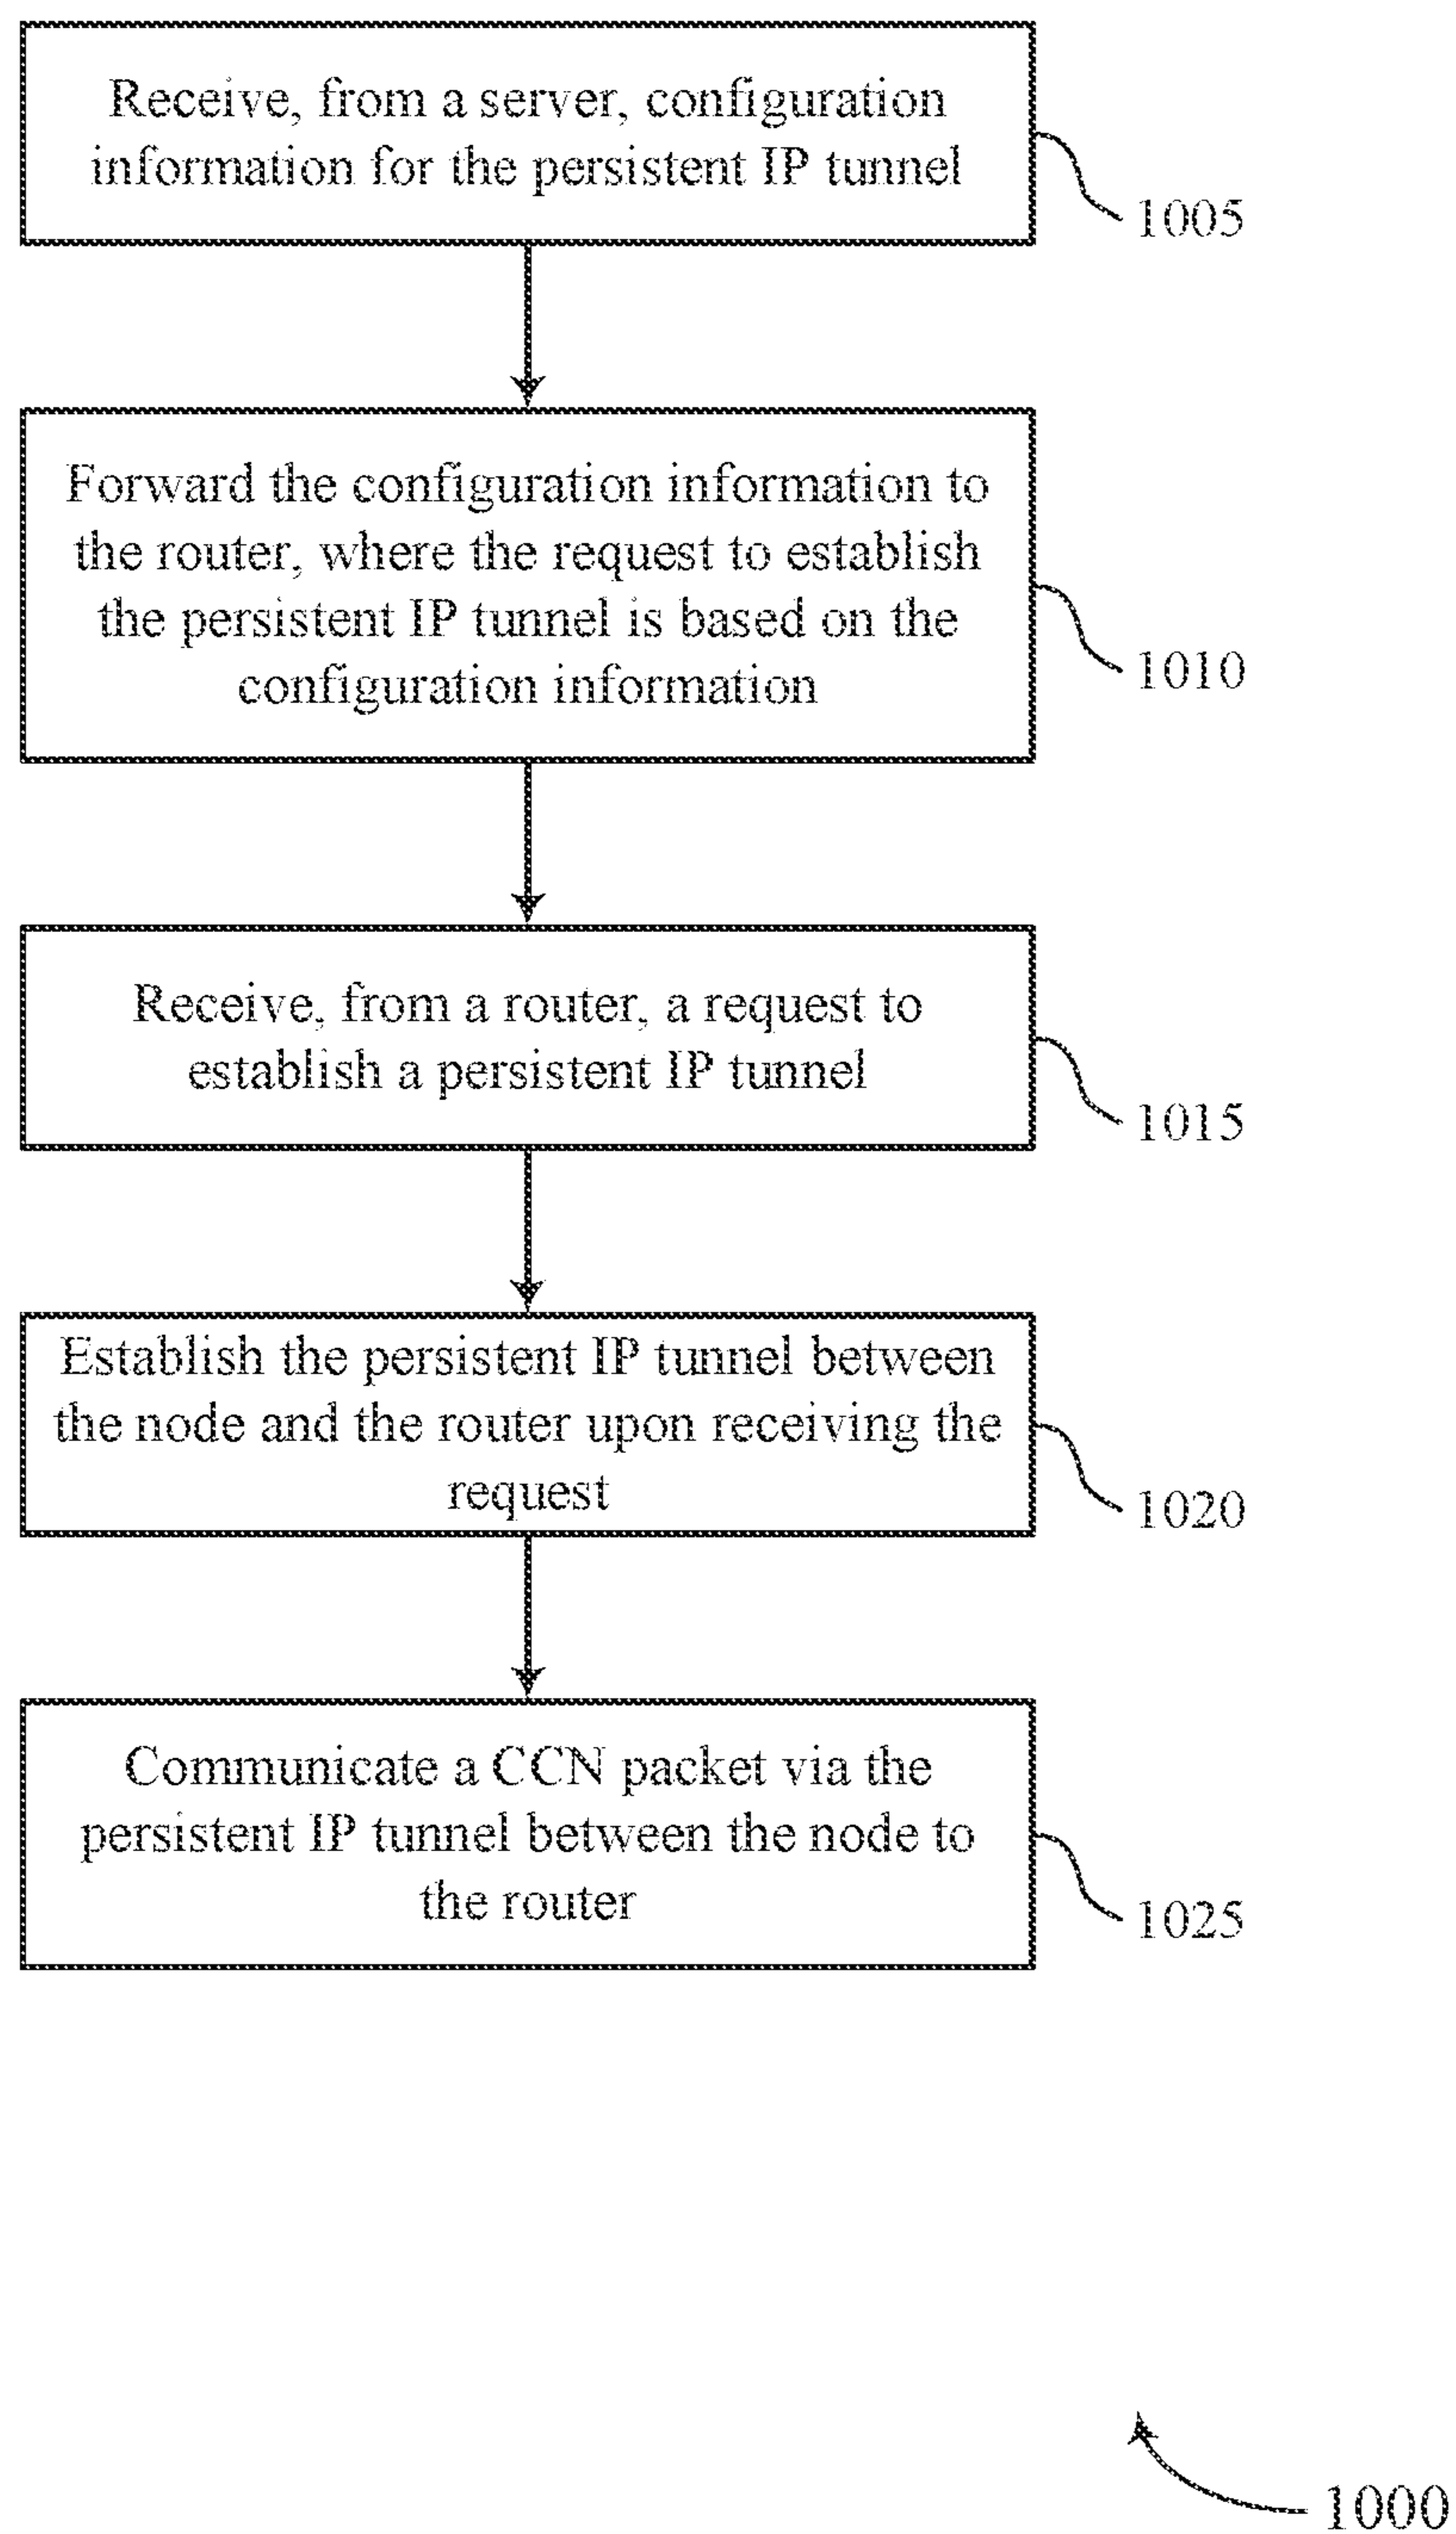 Receive, from a server, configuration
information for the persistent IP tunnel
1005
Forward the configuration information to
the router, where the request to establish
the persistent IP tunnel is based on the
configuration information
1010
Receive, from a router, a request to
establish a persistent IP tunnel
1015
Establish the persistent IP tunnel between
the node and the router upon receiving the
request
1020
Communicate a CCN packet via the
persistent IP tunnel between the node to
the router
1025
1000